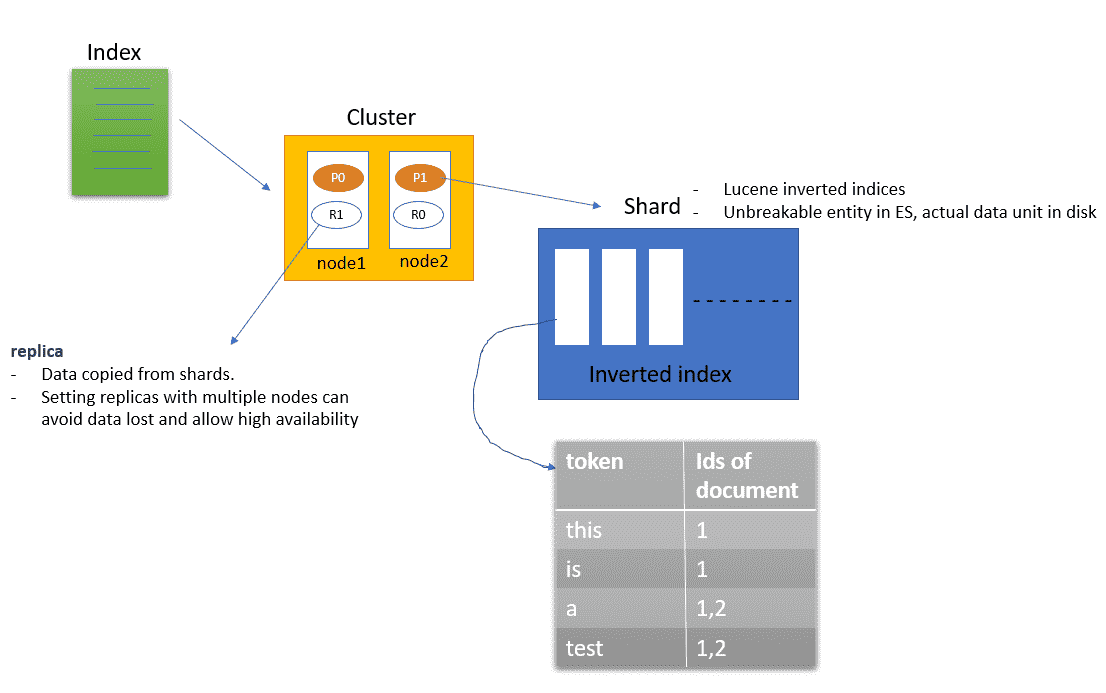 Index
Cluster
P0
P1
R1
R0
node1
node2
Shard
- Lucene inverted indices
- Unbreakable entity in ES, actual data unit in disk
Inverted index
replica
- Data copied from shards.
- Setting replicas with multiple nodes can
avoid data lost and allow high availability
token
Ids of
document
this
1
is
1
a
1,2
test
1,2